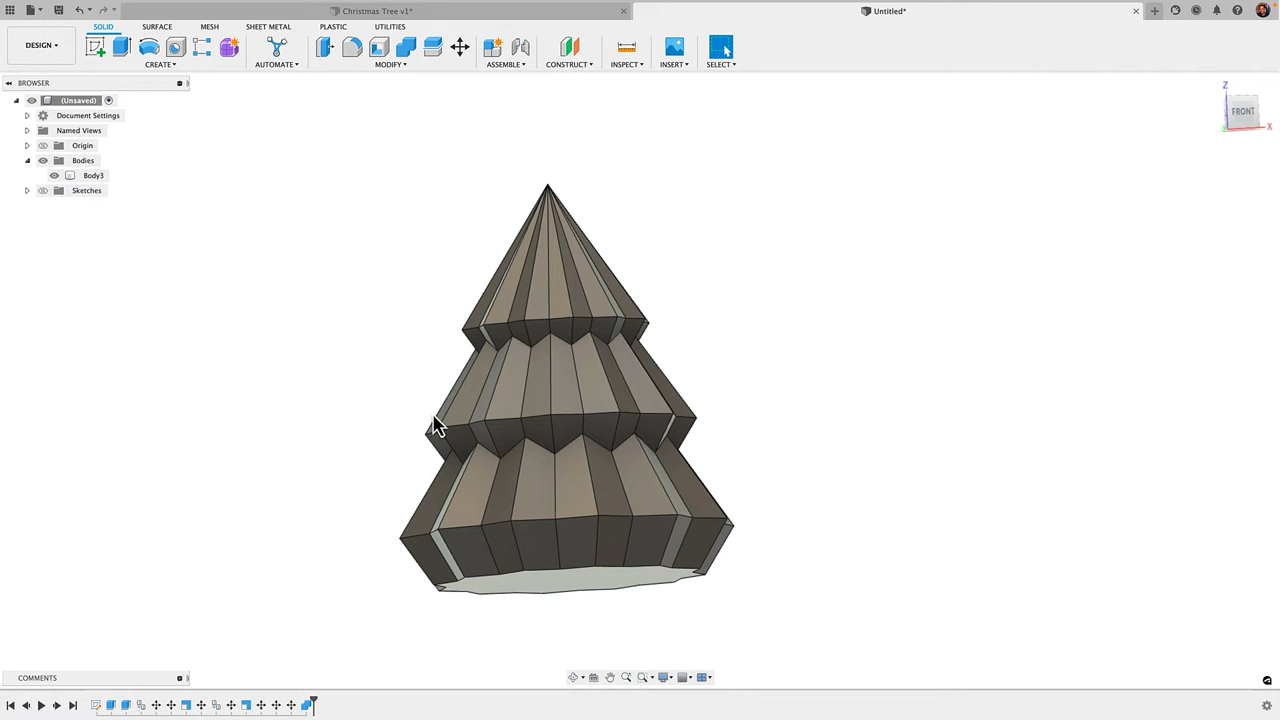 Christmas Tree v1*
Untitled*
DESIGN
SOLID
SURFACE
MESH
SHEET METAL
PLASTIC
UTILITIES
CREATE
AUTOMATE
MODIFY
ASSEMBLE
CONSTRUCT
INSPECT
INSERT
SELECT
BROWSER
(Unsaved)
Document Settings
Named Views
Origin
Bodies
Body3
Sketches
Z
FRONT
X
COMMENTS